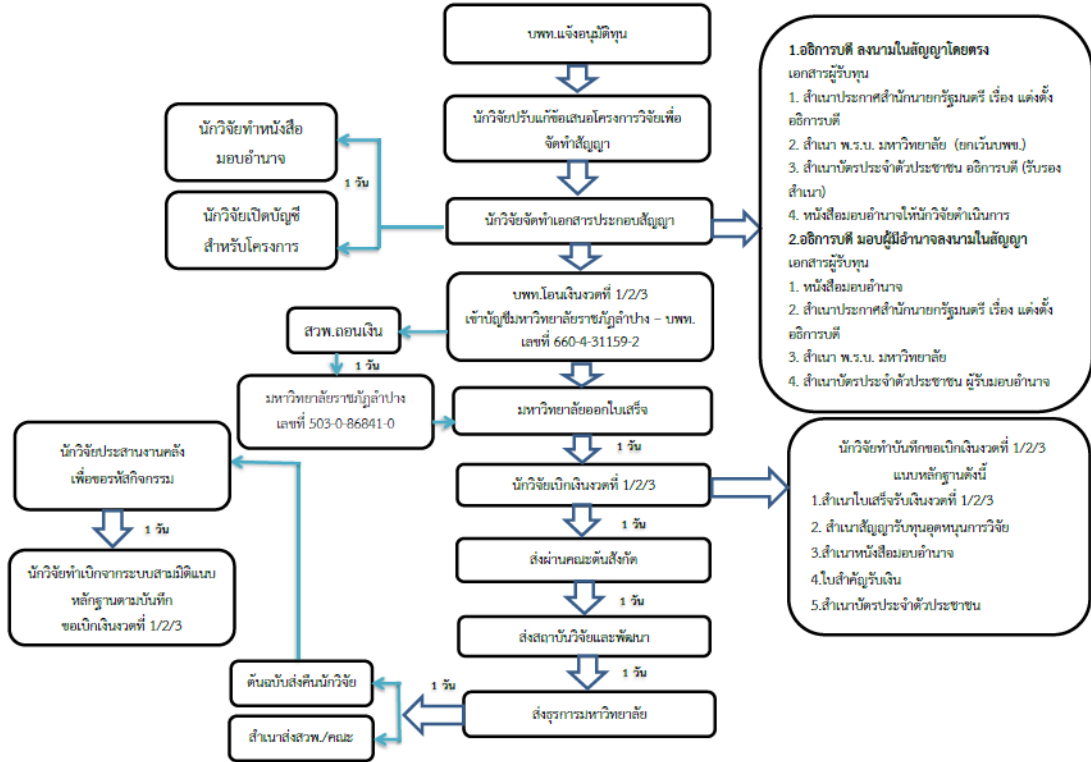 บพท.แจ้งอนุมัติทุน
นักวิจัยปรับแก้ข้อเสนอโครงการวิจัยเพื่อ
จัดทำสัญญา
นักวิจัยทำหนังสือ
มอบอำนาจ
1 วัน
นักวิจัยเปิดบัญชี
สำหรับโครงการ
นักวิจัยจัดทำเอกสารประกอบสัญญา
1.อธิการบดี ลงนามในสัญญาโดยตรง
เอกสารผู้รับทุน
1. สำเนาประกาศสำนักนายกรัฐมนตรี เรื่อง แต่งตั้ง
อธิการบดี
2. สำเนา พ.ร.บ. มหาวิทยาลัย (ยกเว้นบพข.)
3. สำเนาบัตรประจำตัวประชาชน อธิการบดี (รับรอง
สำเนา)
4. หนังสือมอบอำนาจให้นักวิจัยดำเนินการ
2.อธิการบดี มอบผู้มีอำนาจลงนามในสัญญา
เอกสารผู้รับทุน
1. หนังสือมอบอำนาจ
2. สำเนาประกาศสำนักนายกรัฐมนตรี เรื่อง แต่งตั้ง
อธิการบดี
3. สำเนา พ.ร.บ. มหาวิทยาลัย
4. สำเนาบัตรประจำตัวประชาชน ผู้รับมอบอำนาจ
บพท.โอนเงินงวดที่ 1/2/3
เข้าบัญชีมหาวิทยาลัยราชภัฏลำปาง – บพท.
เลขที่ 660-4-31159-2
สวพ.ถอนเงิน
1 วัน
มหาวิทยาลัยราชภัฏลำปาง
เลขที่ 503-0-86841-0
มหาวิทยาลัยออกใบเสร็จ
1 วัน
นักวิจัยเบิกเงินงวดที่ 1/2/3
นักวิจัยทำบันทึกขอเบิกเงินงวดที่ 1/2/3
แนบหลักฐานดังนี้
1.สำเนาใบเสร็จรับเงินงวดที่ 1/2/3
2. สำเนาสัญญารับทุนอุดหนุนการวิจัย
3.สำเนาหนังสือมอบอำนาจ
4.ใบสำคัญรับเงิน
5.สำเนาบัตรประจำตัวประชาชน
1 วัน
ส่งผ่านคณะต้นสังกัด
1 วัน
ส่งสถาบันวิจัยและพัฒนา
1 วัน
ส่งธุรการมหาวิทยาลัย
1 วัน
ต้นฉบับส่งคืนนักวิจัย
สำเนาส่งสวพ./คณะ
นักวิจัยประสานงานคลัง
เพื่อขอรหัสกิจกรรม
1 วัน
นักวิจัยทำเบิกจากระบบสามมิติแนบ
หลักฐานตามบันทึก
ขอเบิกเงินงวดที่ 1/2/3